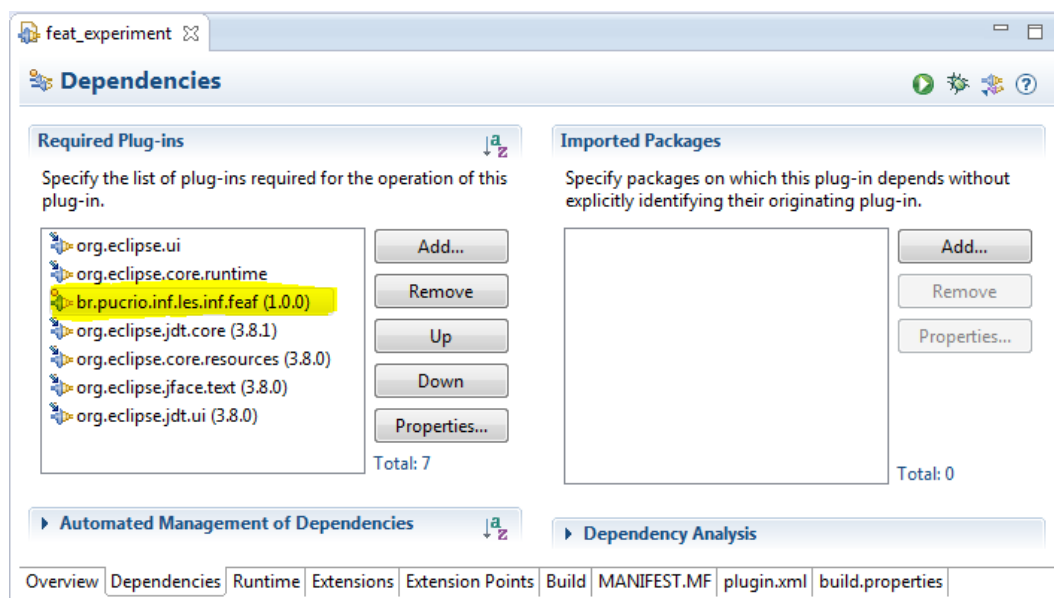 feat_experiment
Dependencies
Required Plug-ins
a
z
Specify the list of plug-ins required for the operation of this
plug-in.
org.eclipse.ui
org.eclipse.core.runtime
br.pucrio.inf.les.inf.feaf (1.0.0)
org.eclipse.jdt.core (3.8.1)
org.eclipse.core.resources (3.8.0)
org.eclipse.jface.text (3.8.0)
org.eclipse.jdt.ui (3.8.0)
Add...
Remove
Up
Down
Properties...
Total: 7
Imported Packages
Specify packages on which this plug-in depends without
explicitly identifying their originating plug-in.
Add...
Remove
Properties...
Total: 0
Automated Management of Dependencies
a
z
Dependency Analysis
Overview Dependencies Runtime Extensions Extension Points Build MANIFEST.MF plugin.xml build.properties